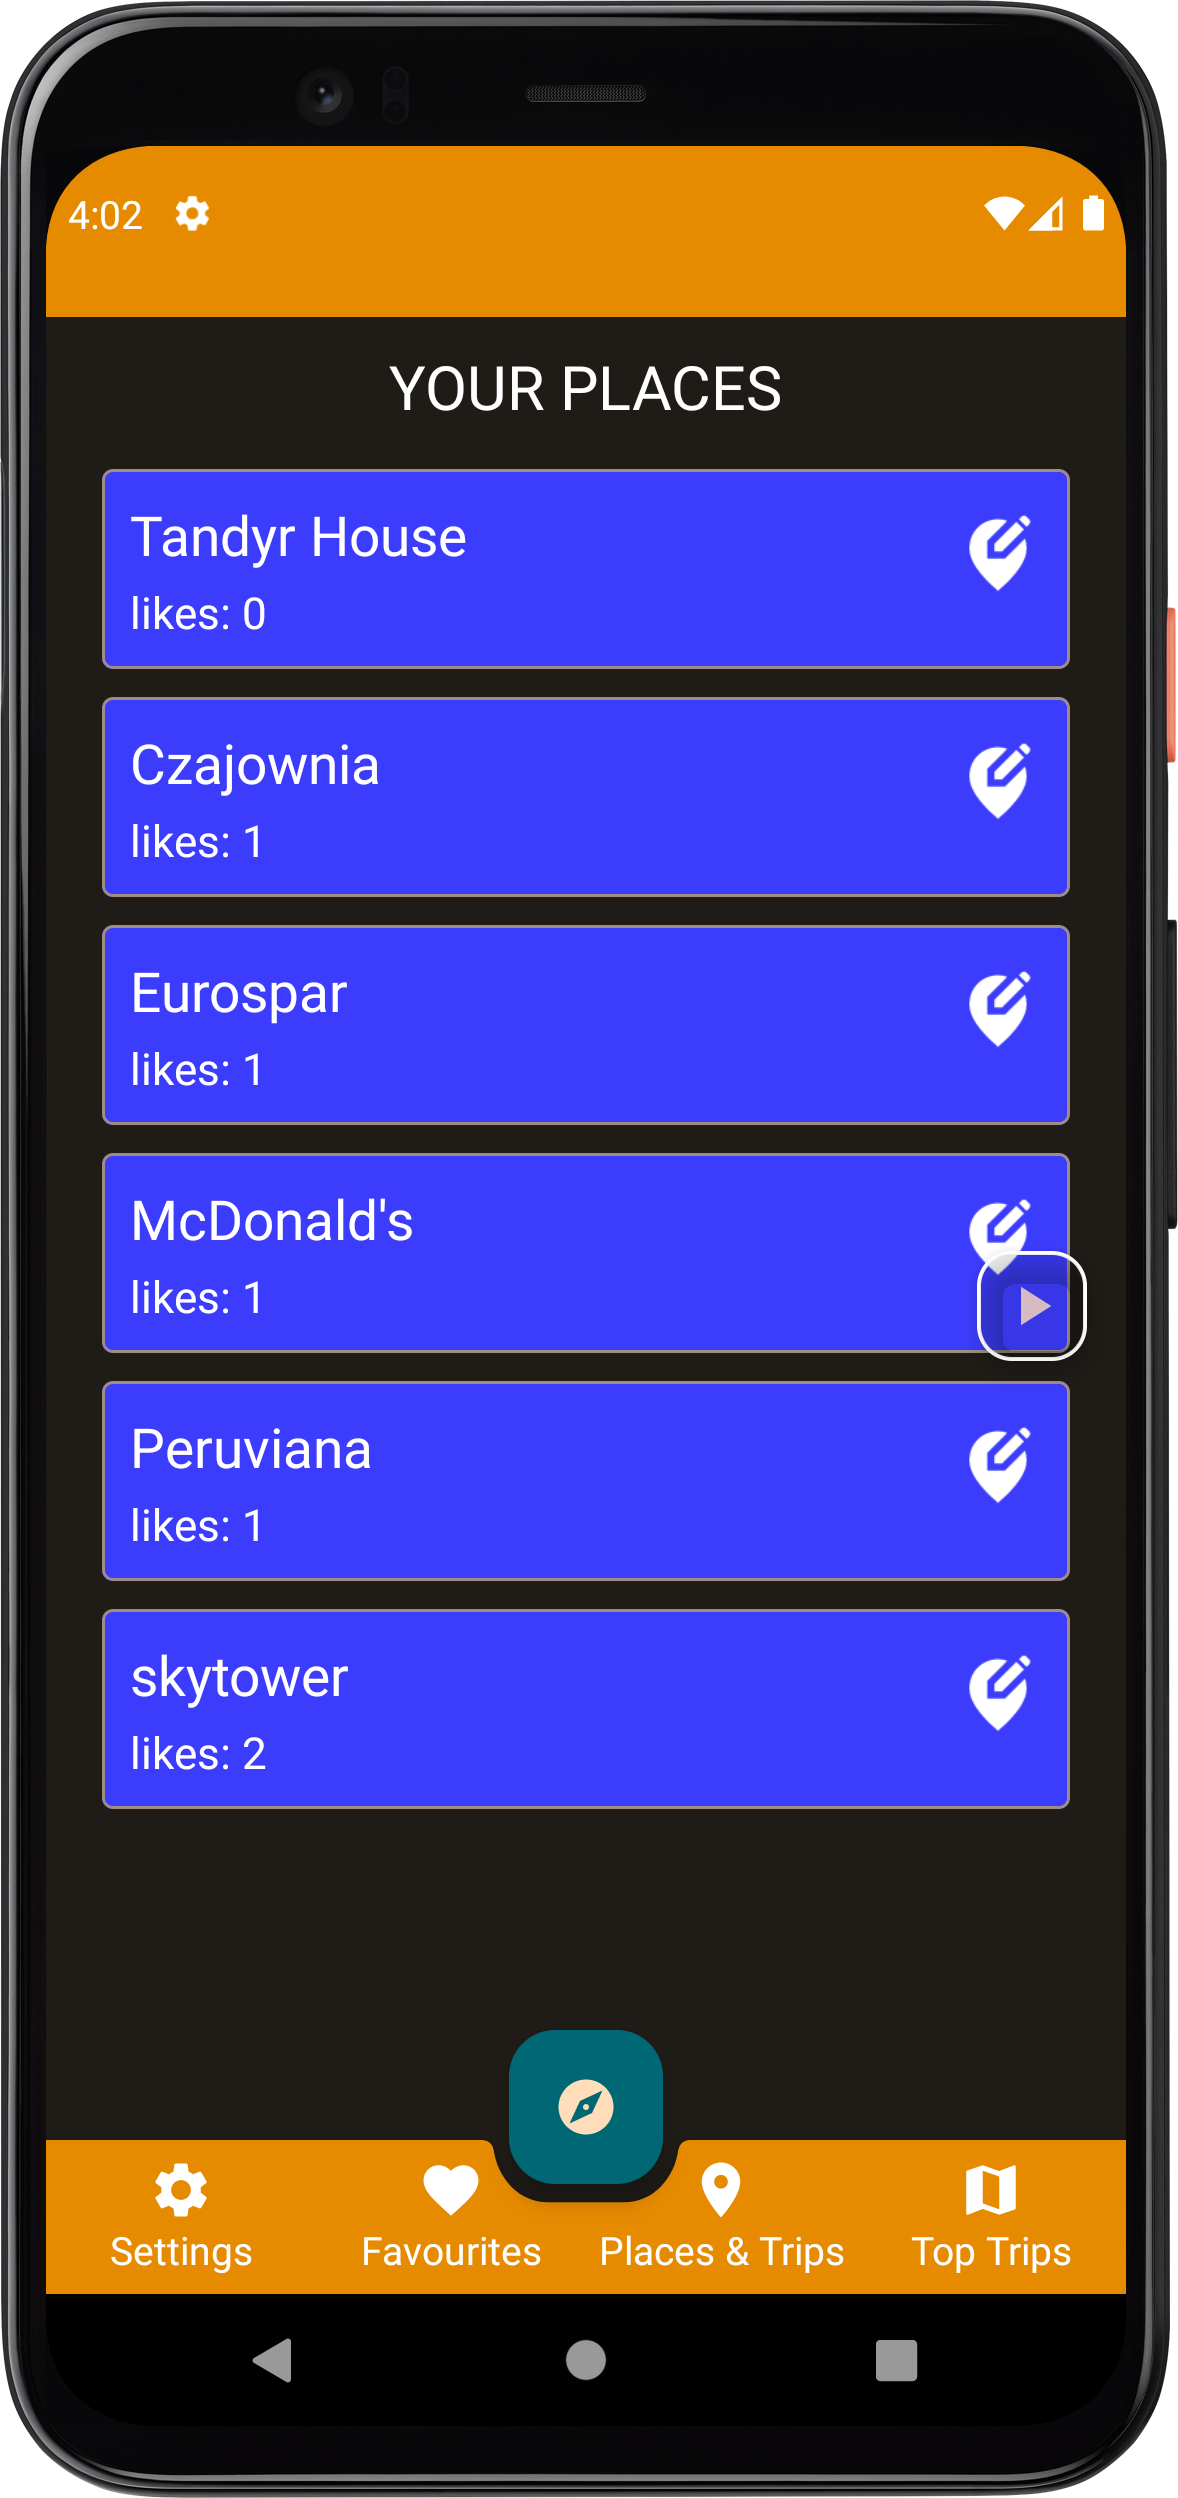 4:02
YOUR PLACES
Tandyr House
likes: 0
Czajownia
likes: 1
Eurospar
likes: 1
McDonald's
likes: 1
Peruviana
likes: 1
skytower
likes: 2
Settings
Favourites
Places & Trips
Top Trips